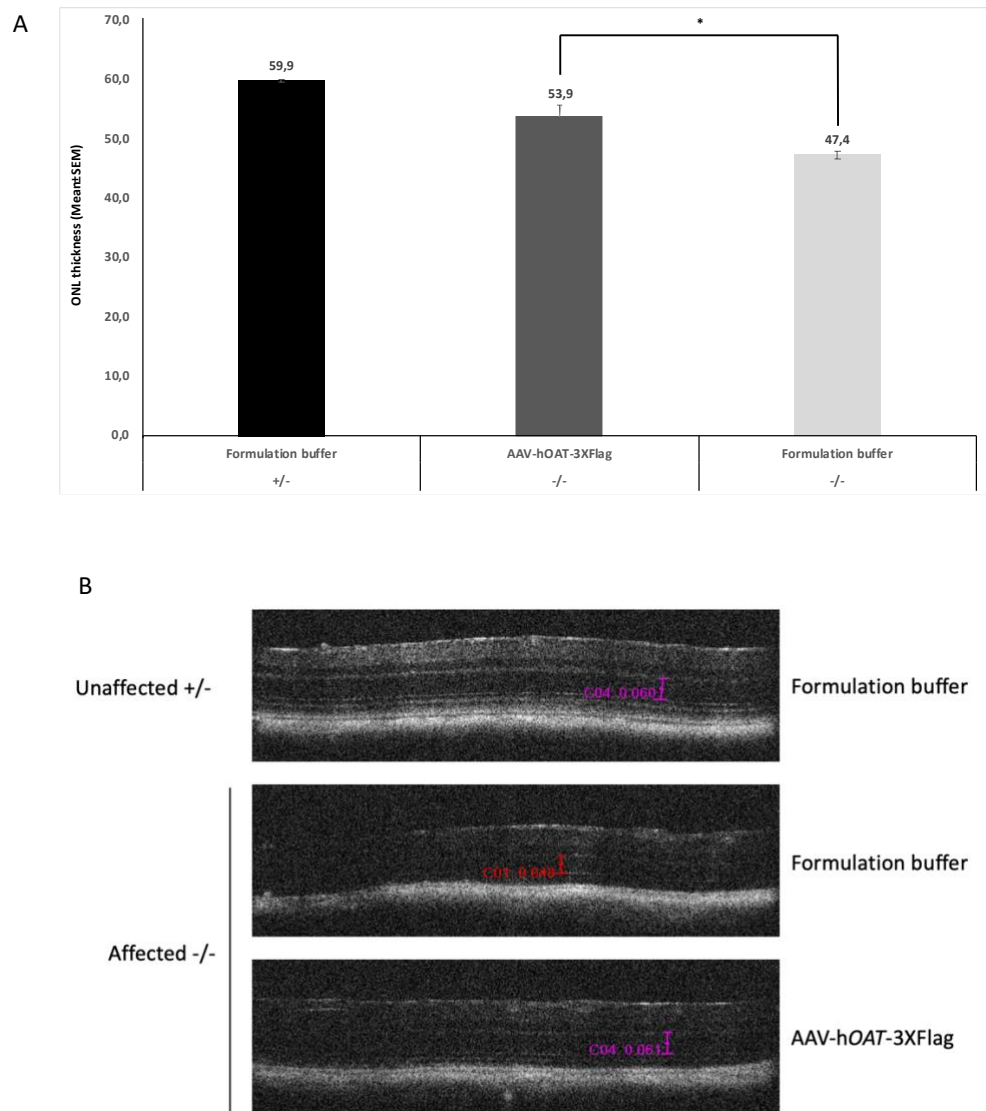 A
70,0
60,0
50,0
40,0
30,0
20,0
10,0
0,0
ONL thickness (Mean±SEM)
59,9
53,9
47,4
*
Formulation buffer
AAV-hOAT-3XFlag
Formulation buffer
+/-
-/-
-/-
B
Unaffected +/-
C04 0.060
Formulation buffer
Affected -/-
C01 0.048
Formulation buffer
C04 0.061
AAV-hOAT-3XFlag